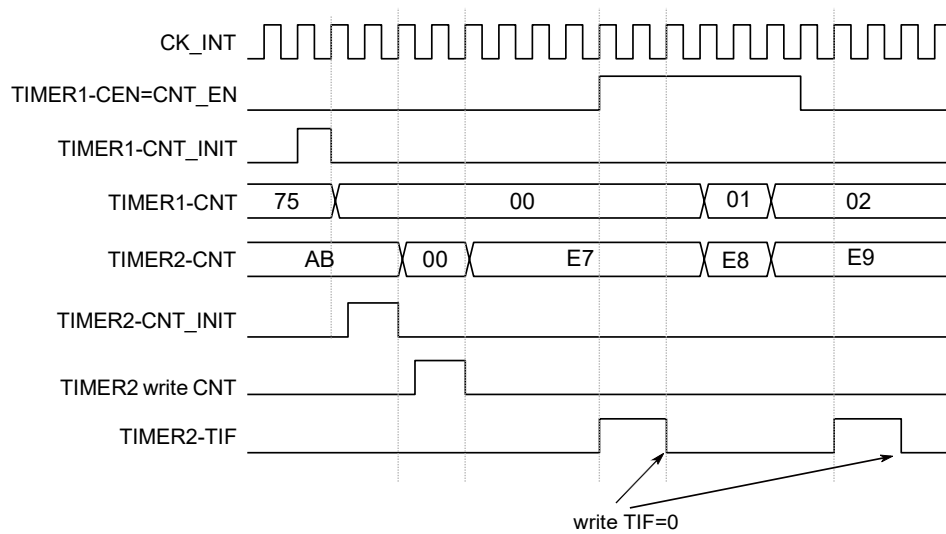 CK_INT
TIMER1-CEN=CNT_EN
TIMER1-CNT_INIT
TIMER1-CNT 75 00 01 02
TIMER2-CNT AB 00 E7 E8 E9
TIMER2-CNT_INIT
TIMER2 write CNT
TIMER2-TIF
write TIF=0